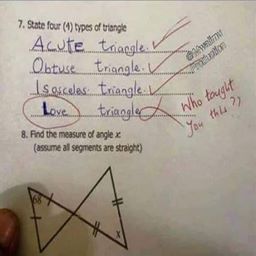 7. State four (4) types of triangle
Acute triangle.
Obtuse triangle.
Isosceles triangle.
Love triangle
Who taught
you this ??
8. Find the measure of angle x
(assume all segments are straight)
68
x